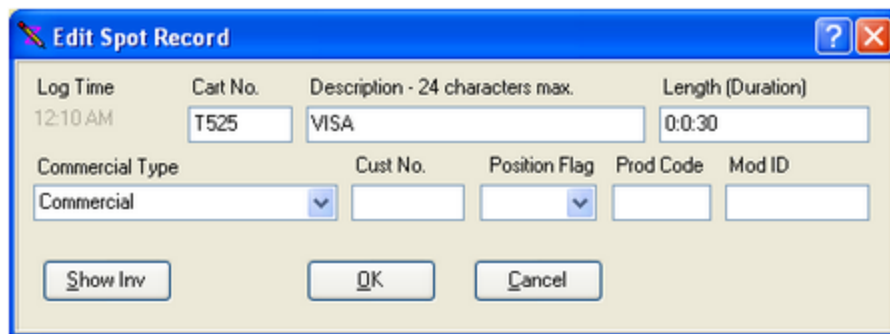 Edit Spot Record
Log Time Cart No. Description - 24 characters max. Length (Duration)
12:10 AM T525 VISA 0:0:30
Commercial Type Cust No. Position Flag Prod Code Mod ID
Commercial
Show Inv OK Cancel